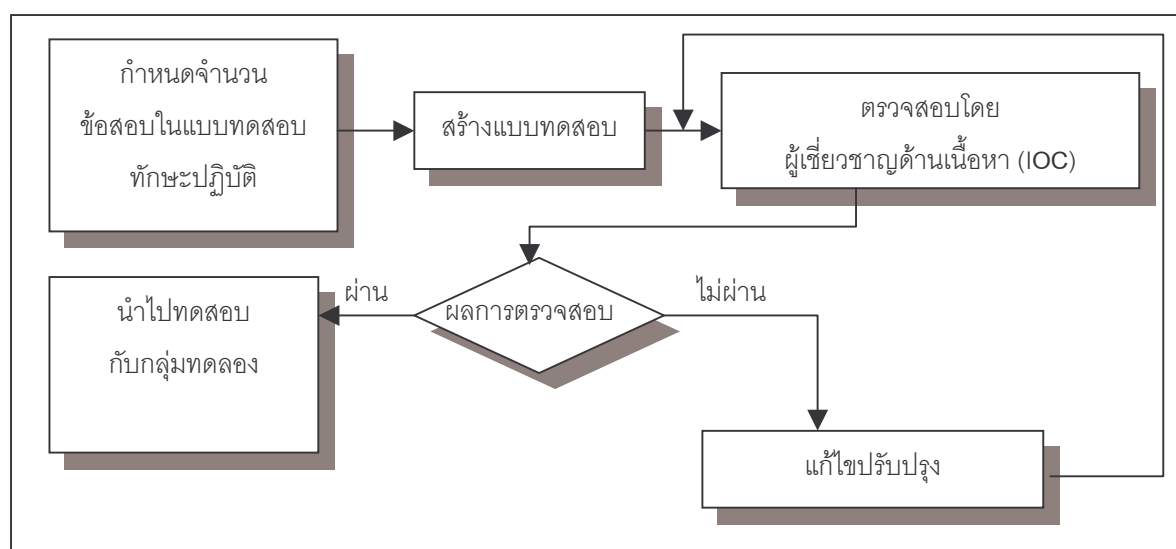 กำหนดจำนวน
ข้อสอบในแบบทดสอบ
ทักษะปฏิบัติ
สร้างแบบทดสอบ
ตรวจสอบโดย
ผู้เชี่ยวชาญด้านเนื้อหา (IOC)
ผลการตรวจสอบ
ผ่าน
ไม่ผ่าน
นำไปทดสอบ
กับกลุ่มทดลอง
แก้ไขปรับปรุง